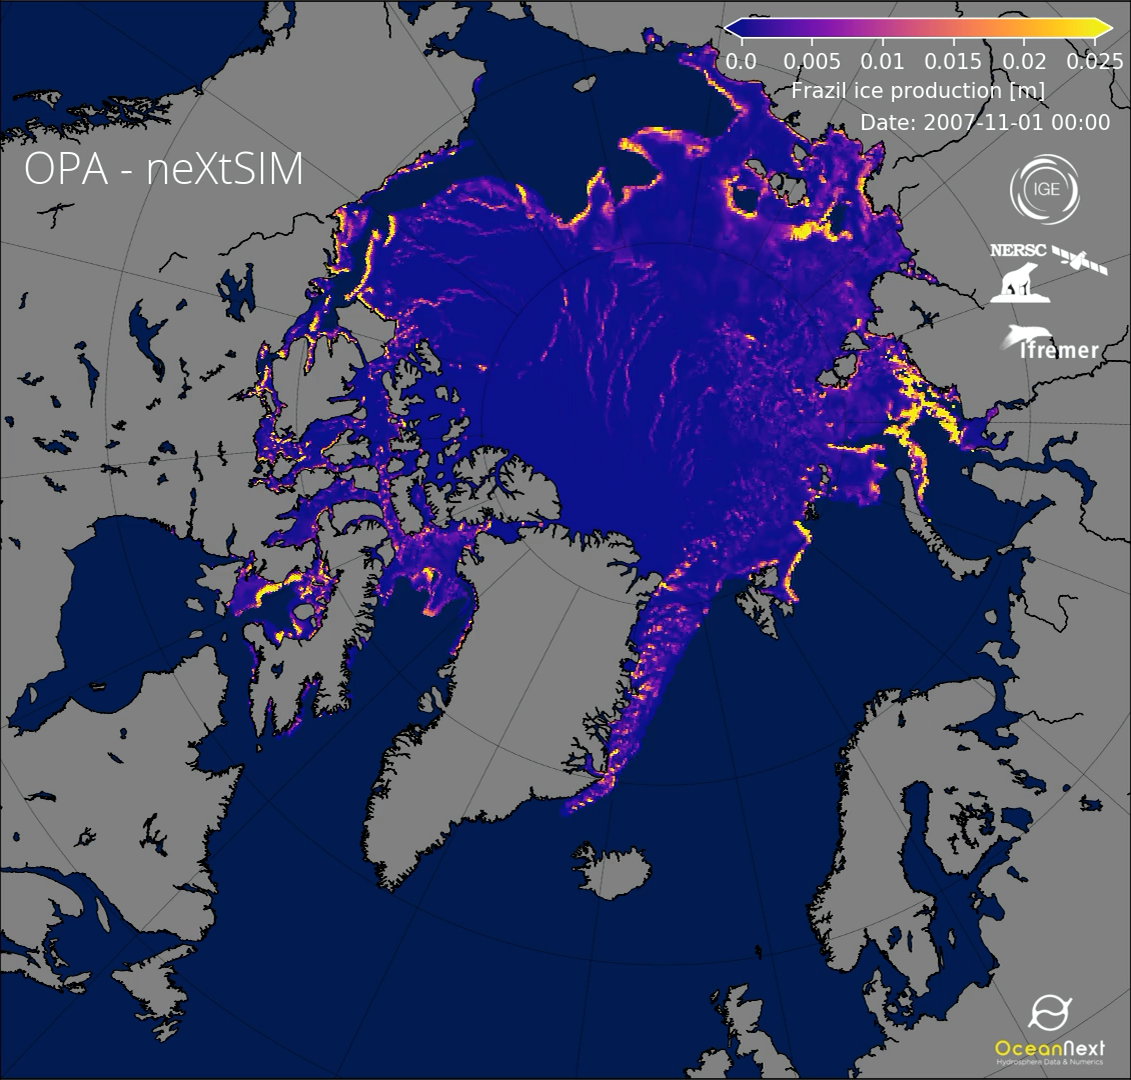 0.0 0.005 0.01 0.015 0.02 0.025
Frazil ice production [m]
Date: 2007-11-01 00:00
OPA - neXtSIM
IGE
NERSC
Ifremer
OceanNext
Hydrosphere Data & Numerics